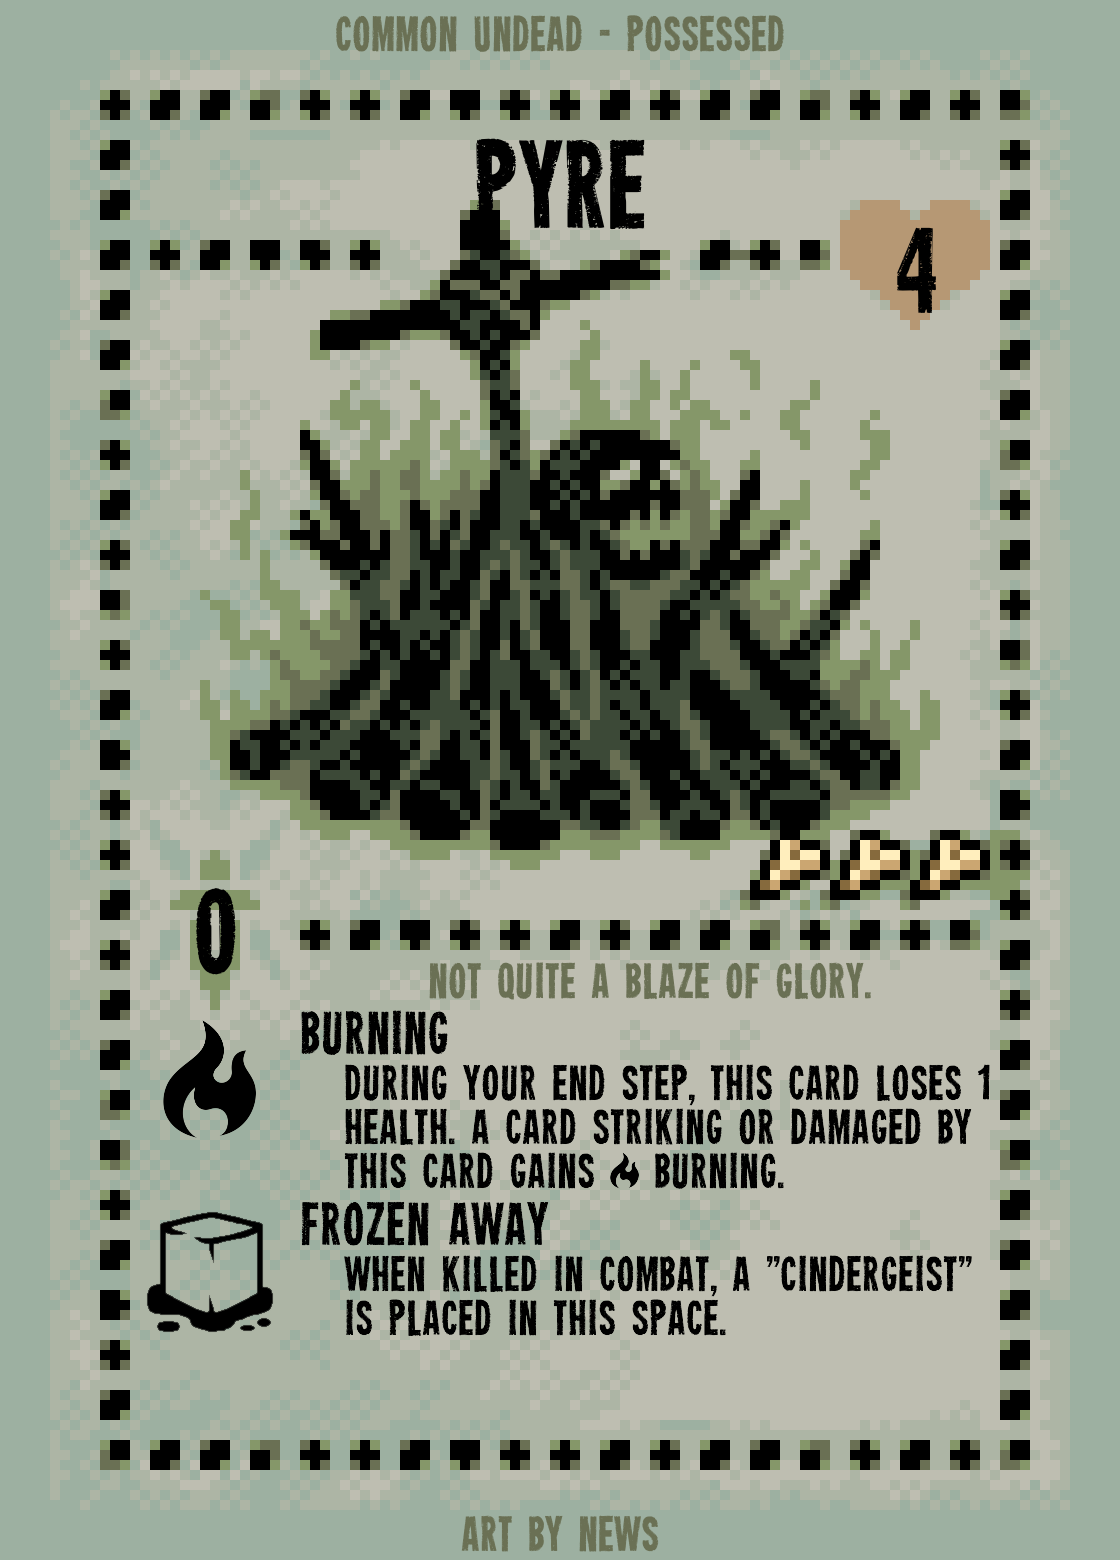 COMMON UNDEAD - POSSESSED
PYRE
4
0
NOT QUITE A BLAZE OF GLORY.
BURNING
DURING YOUR END STEP, THIS CARD LOSES 1
HEALTH. A CARD STRIKING OR DAMAGED BY
THIS CARD GAINS BURNING.
FROZEN AWAY
WHEN KILLED IN COMBAT, A "CINDERGEIST"
IS PLACED IN THIS SPACE.
ART BY NEWS